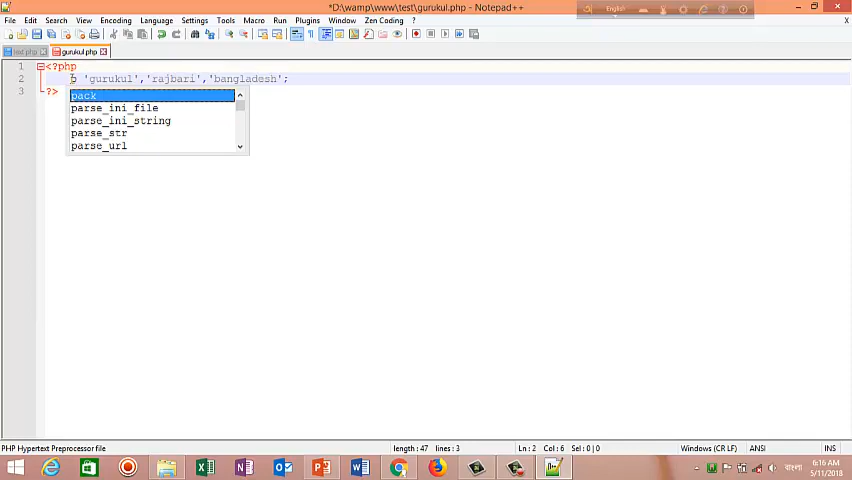 *D:\wamp\www\test\gurukul.php - Notepad++
English
File Edit Search View Encoding Language Settings Tools Macro Run Plugins Window Zen Coding ?
text.php gurukul.php
1 <?php
2 p 'gurukul','rajbari','bangladesh';
3 ?>
pack
parse_ini_file
parse_ini_string
parse_str
parse_url
PHP Hypertext Preprocessor file length : 47 lines : 3 Ln : 2 Col : 6 Sel : 0 | 0 Windows (CR LF) ANSI INS
বাংলা
6:16 AM
5/11/2018